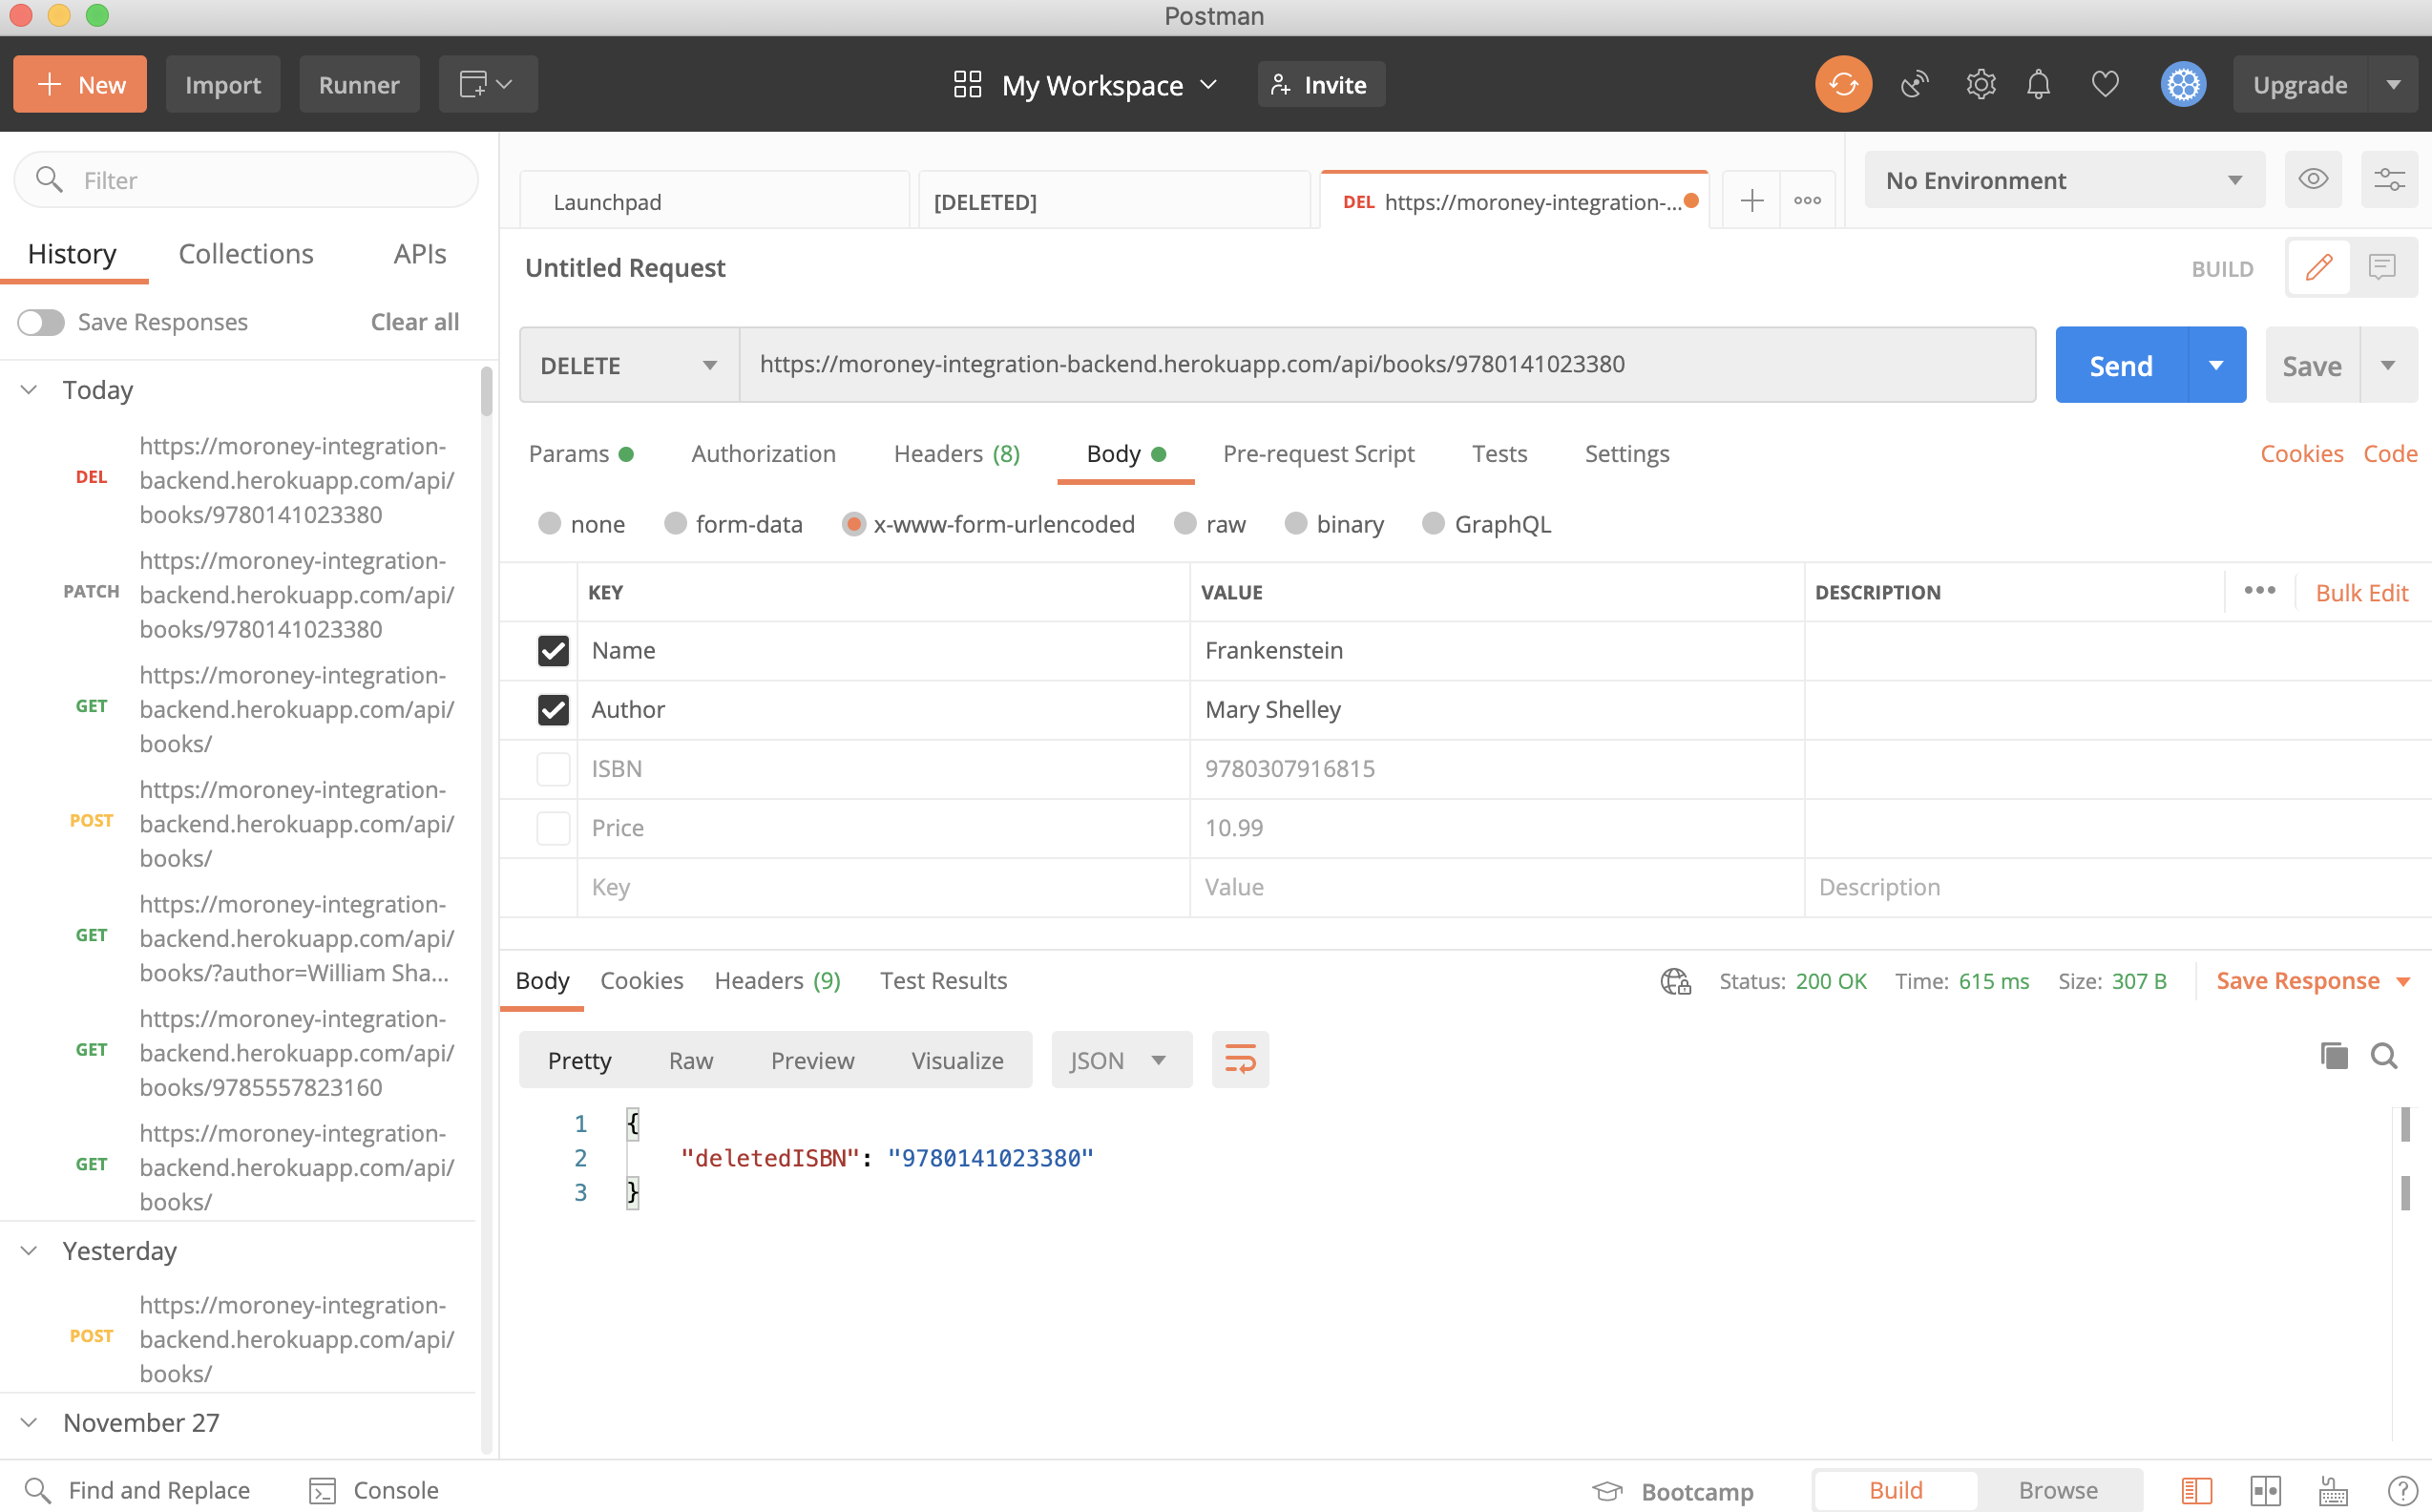 Postman
New
Import
Runner
My Workspace
Invite
Upgrade
Filter
History
Collections
APIs
Save Responses
Clear all
Today
DEL
https://moroney-integration-
backend.herokuapp.com/api/
books/9780141023380
PATCH
https://moroney-integration-
backend.herokuapp.com/api/
books/9780141023380
GET
https://moroney-integration-
backend.herokuapp.com/api/
books/
POST
https://moroney-integration-
backend.herokuapp.com/api/
books/
GET
https://moroney-integration-
backend.herokuapp.com/api/
books/?author=William Sha...
GET
https://moroney-integration-
backend.herokuapp.com/api/
books/9785557823160
GET
https://moroney-integration-
backend.herokuapp.com/api/
books/
Yesterday
POST
https://moroney-integration-
backend.herokuapp.com/api/
books/
November 27
Launchpad
[DELETED]
DEL https://moroney-integration-...
No Environment
Untitled Request
BUILD
DELETE
https://moroney-integration-backend.herokuapp.com/api/books/9780141023380
Send
Save
Params
Authorization
Headers (8)
Body
Pre-request Script
Tests
Settings
Cookies
Code
none
form-data
x-www-form-urlencoded
raw
binary
GraphQL
KEY
VALUE
DESCRIPTION
Bulk Edit
Name
Frankenstein
Author
Mary Shelley
ISBN
9780307916815
Price
10.99
Key
Value
Description
Body
Cookies
Headers (9)
Test Results
Status: 200 OK
Time: 615 ms
Size: 307 B
Save Response
Pretty
Raw
Preview
Visualize
JSON
1 {
2 "deletedISBN": "9780141023380"
3 }
Find and Replace
Console
Bootcamp
Build
Browse